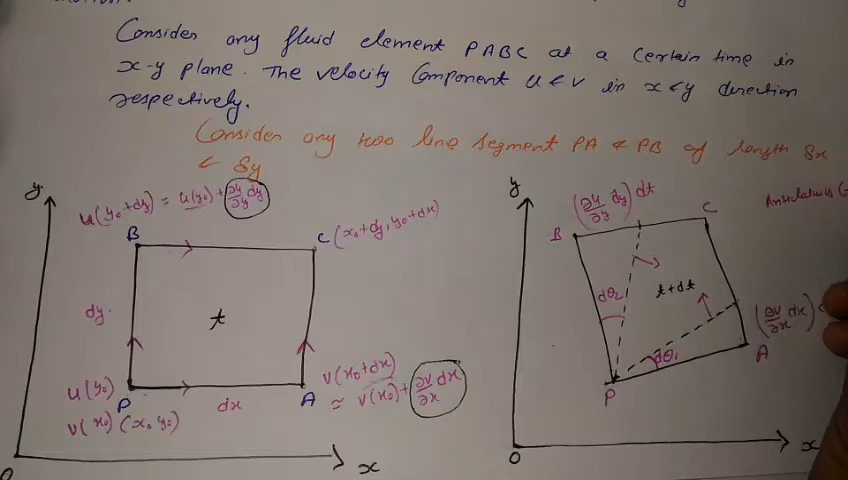 Consider any fluid element PABC at a certain time in
x-y plane. The velocity Component u & v in x & y direction
respectively.
Consider any two line segment PA & PB of length δx
& δy
y
u(y₀+dy) = u(y₀) + ∂u/∂y dy
B
C (x₀+dy, y₀+dx)
dy
t
u(y₀)
P
v(x₀) (x₀ y₀)
dx
A
v(x₀+dx)
≈ v(x₀) + ∂v/∂x dx
O
x
y
(∂u/∂y dy) dt
B
C
dθ₂
t+dt
(∂v/∂x dx)
dθ₁
A
P
O
x